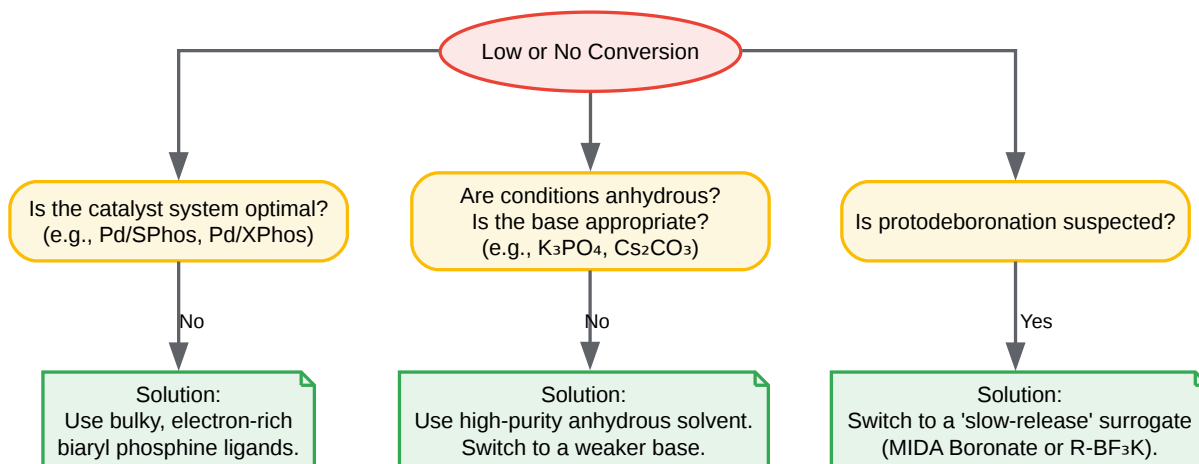 Low or No Conversion
Is the catalyst system optimal?
(e.g., Pd/SPhos, Pd/XPhos)
Are conditions anhydrous?
Is the base appropriate?
(e.g., K₃PO₄, Cs₂CO₃)
Is protodeboronation suspected?
No
No
Yes
Solution:
Use bulky, electron-rich
biaryl phosphine ligands.
Solution:
Use high-purity anhydrous solvent.
Switch to a weaker base.
Solution:
Switch to a 'slow-release' surrogate
(MIDA Boronate or R-BF₃K).